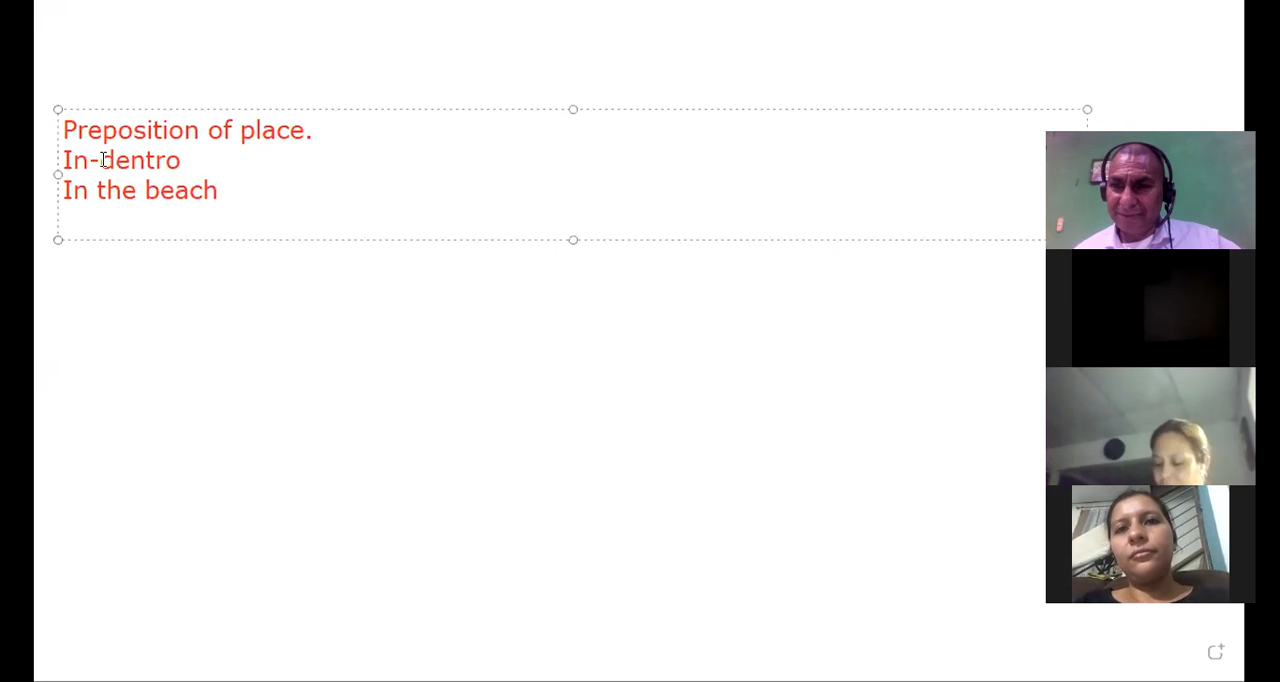 Preposition of place.
In-dentro
In the beach